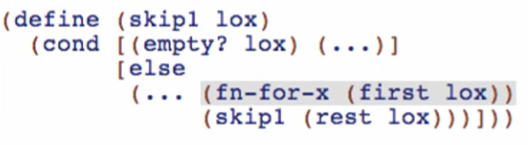 (define (skip1 lox)
(cond [(empty? lox) (...)]
[else
(... (fn-for-x (first lox))
(skip1 (rest lox)))]))